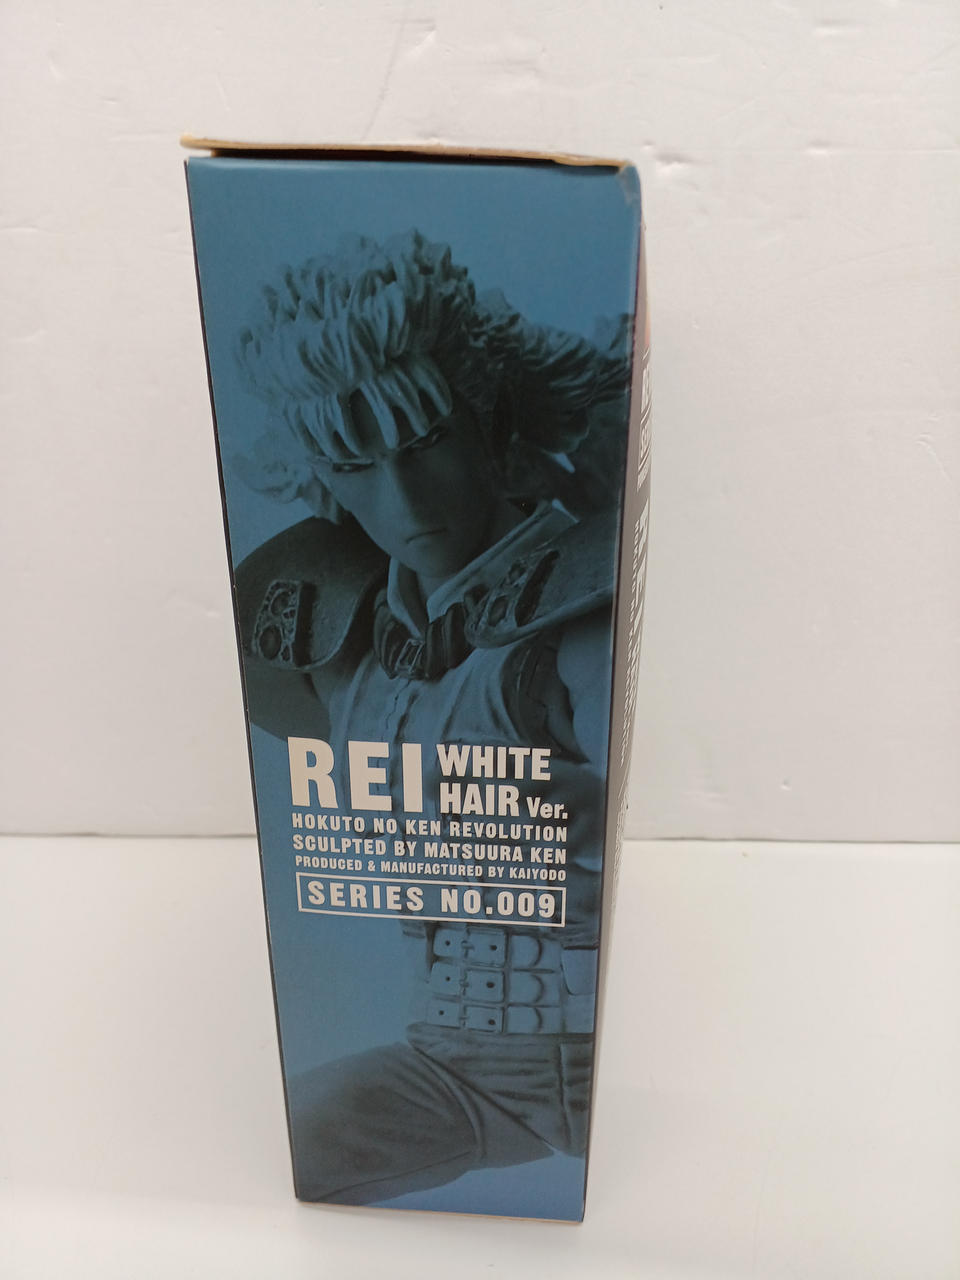 REI WHITE
HAIR Ver.
HOKUTO NO KEN REVOLUTION
SCULPTED BY MATSUURA KEN
PRODUCED & MANUFACTURED BY KAIYODO
SERIES NO.009